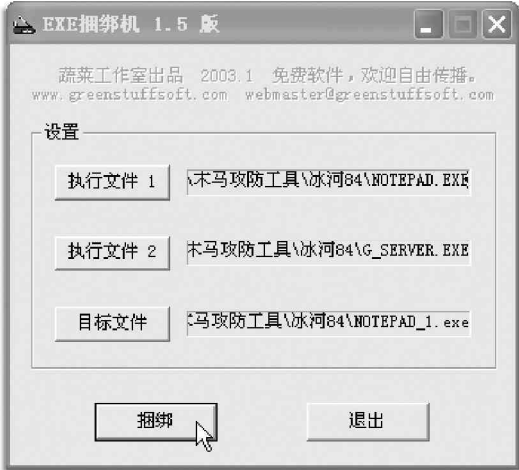 EXE捆绑机 1.5 版
蔬菜工作室出品 2003.1 免费软件，欢迎自由传播。
www.greenstuffsoft.com webmaster@greenstuffsoft.com
设置
执行文件 1 \木马攻防工具\冰河84\NOTEPAD.EXE
执行文件 2 木马攻防工具\冰河84\G_SERVER.EXE
目标文件 马攻防工具\冰河84\NOTEPAD_1.exe
捆绑 退出